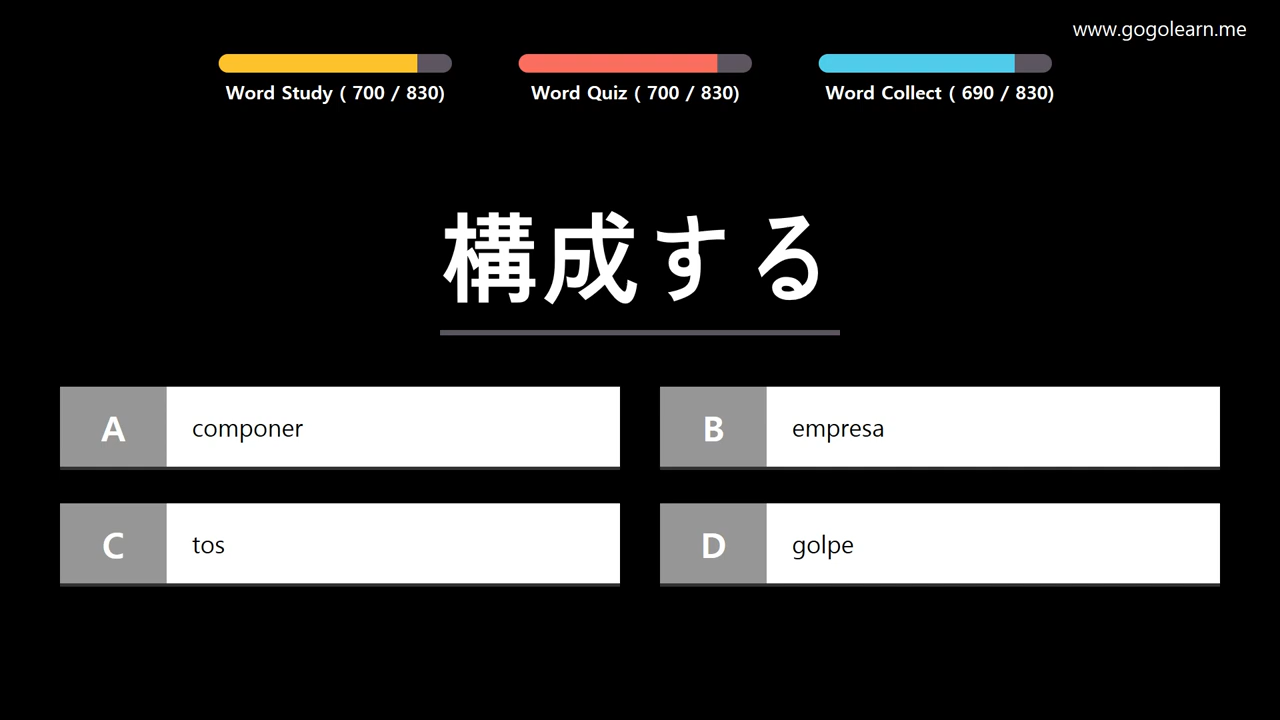 www.gogolearn.me
Word Study ( 700 / 830)
Word Quiz ( 700 / 830)
Word Collect ( 690 / 830)
構成する
A componer
B empresa
C tos
D golpe